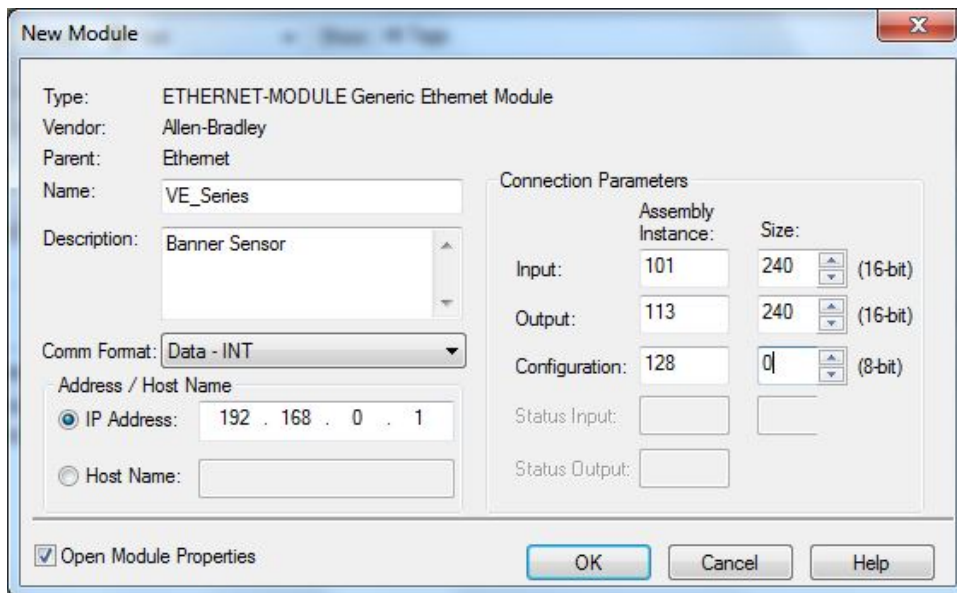 New Module
Type: ETHERNET-MODULE Generic Ethernet Module
Vendor: Allen-Bradley
Parent: Ethernet
Name: VE_Series
Description: Banner Sensor
Comm Format: Data - INT
Address / Host Name
IP Address: 192 . 168 . 0 . 1
Host Name:
Connection Parameters
Assembly
Instance: Size:
Input: 101 240 (16-bit)
Output: 113 240 (16-bit)
Configuration: 128 0 (8-bit)
Status Input:
Status Output:
Open Module Properties
OK Cancel Help